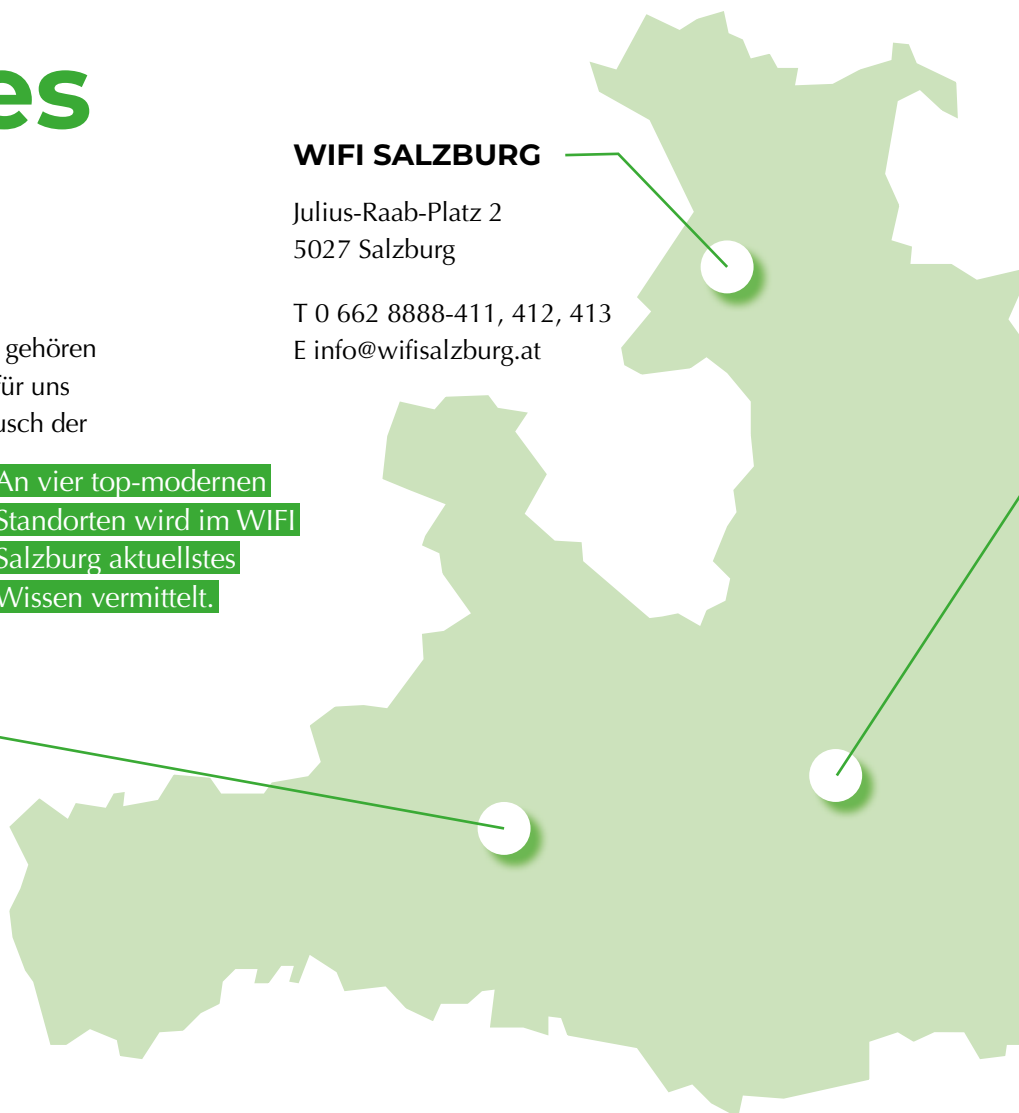 es
WIFI SALZBURG
Julius-Raab-Platz 2
5027 Salzburg
T 0 662 8888-411, 412, 413
E info@wifisalzburg.at
gehören
für uns
usch der
An vier top-modernen
Standorten wird im WIFI
Salzburg aktuellstes
Wissen vermittelt.